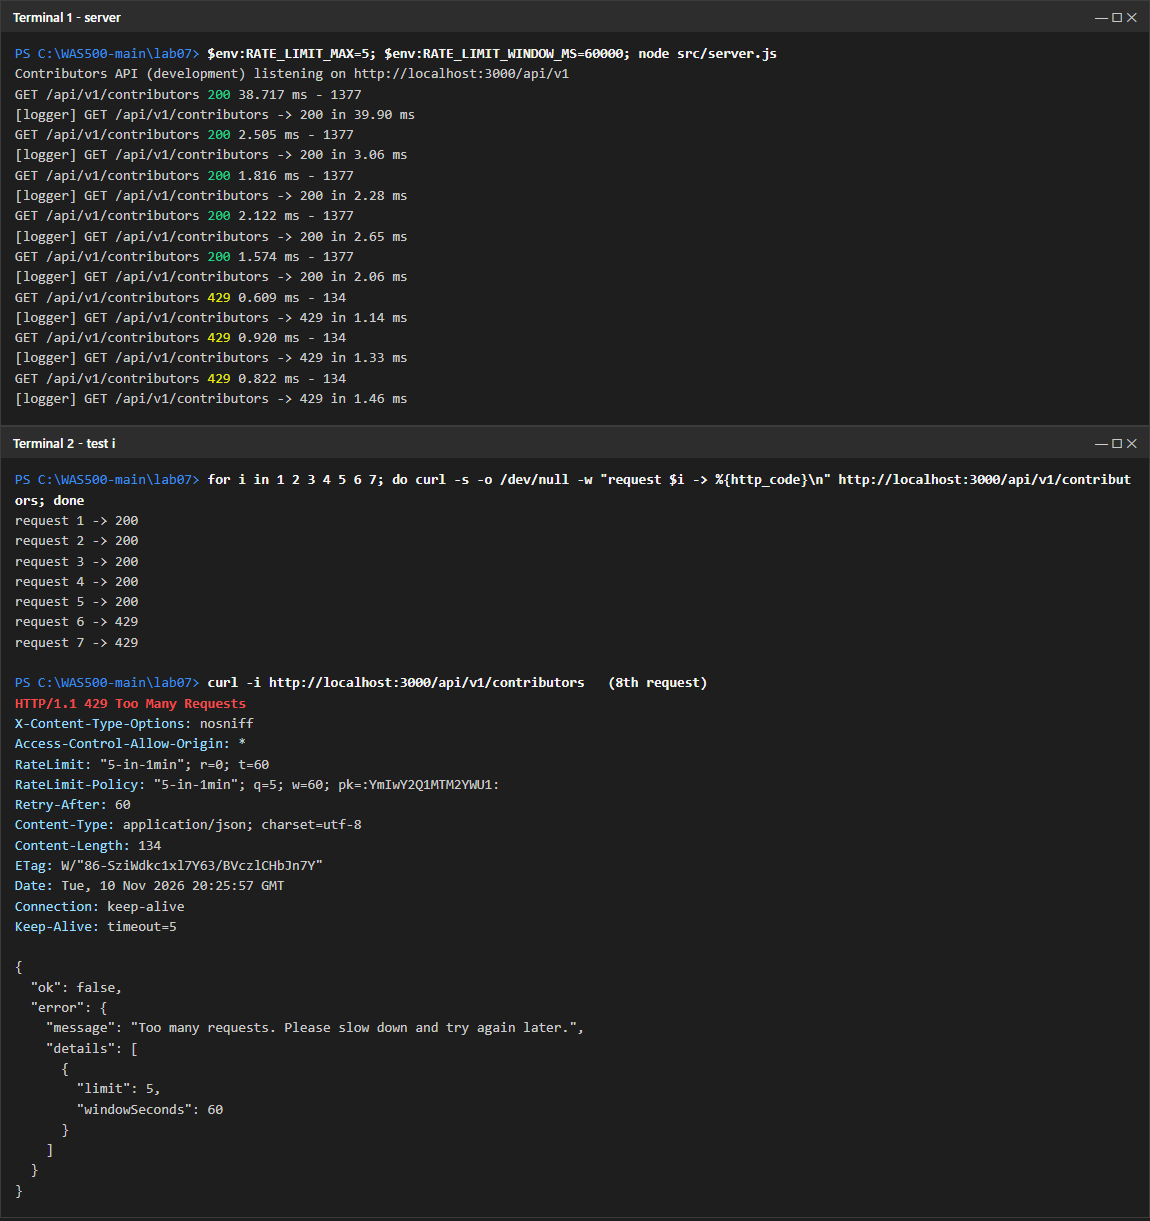 Terminal 1 - server
PS C:\WAS500-main\lab07> $env:RATE_LIMIT_MAX=5; $env:RATE_LIMIT_WINDOW_MS=60000; node src/server.js
Contributors API (development) listening on http://localhost:3000/api/v1
GET /api/v1/contributors 200 38.717 ms - 1377
[logger] GET /api/v1/contributors -> 200 in 39.90 ms
GET /api/v1/contributors 200 2.505 ms - 1377
[logger] GET /api/v1/contributors -> 200 in 3.06 ms
GET /api/v1/contributors 200 1.816 ms - 1377
[logger] GET /api/v1/contributors -> 200 in 2.28 ms
GET /api/v1/contributors 200 2.122 ms - 1377
[logger] GET /api/v1/contributors -> 200 in 2.65 ms
GET /api/v1/contributors 200 1.574 ms - 1377
[logger] GET /api/v1/contributors -> 200 in 2.06 ms
GET /api/v1/contributors 429 0.609 ms - 134
[logger] GET /api/v1/contributors -> 429 in 1.14 ms
GET /api/v1/contributors 429 0.920 ms - 134
[logger] GET /api/v1/contributors -> 429 in 1.33 ms
GET /api/v1/contributors 429 0.822 ms - 134
[logger] GET /api/v1/contributors -> 429 in 1.46 ms
Terminal 2 - test i
PS C:\WAS500-main\lab07> for i in 1 2 3 4 5 6 7; do curl -s -o /dev/null -w "request $i -> %{http_code}\n" http://localhost:3000/api/v1/contribut
ors; done
request 1 -> 200
request 2 -> 200
request 3 -> 200
request 4 -> 200
request 5 -> 200
request 6 -> 429
request 7 -> 429
PS C:\WAS500-main\lab07> curl -i http://localhost:3000/api/v1/contributors   (8th request)
HTTP/1.1 429 Too Many Requests
X-Content-Type-Options: nosniff
Access-Control-Allow-Origin: *
RateLimit: "5-in-1min"; r=0; t=60
RateLimit-Policy: "5-in-1min"; q=5; w=60; pk=:YmIwY2Q1MTM2YWU1:
Retry-After: 60
Content-Type: application/json; charset=utf-8
Content-Length: 134
ETag: W/"86-SziWdkc1xl7Y63/BVczlCHbJn7Y"
Date: Tue, 10 Nov 2026 20:25:57 GMT
Connection: keep-alive
Keep-Alive: timeout=5
{
  "ok": false,
  "error": {
    "message": "Too many requests. Please slow down and try again later.",
    "details": [
      {
        "limit": 5,
        "windowSeconds": 60
      }
    ]
  }
}